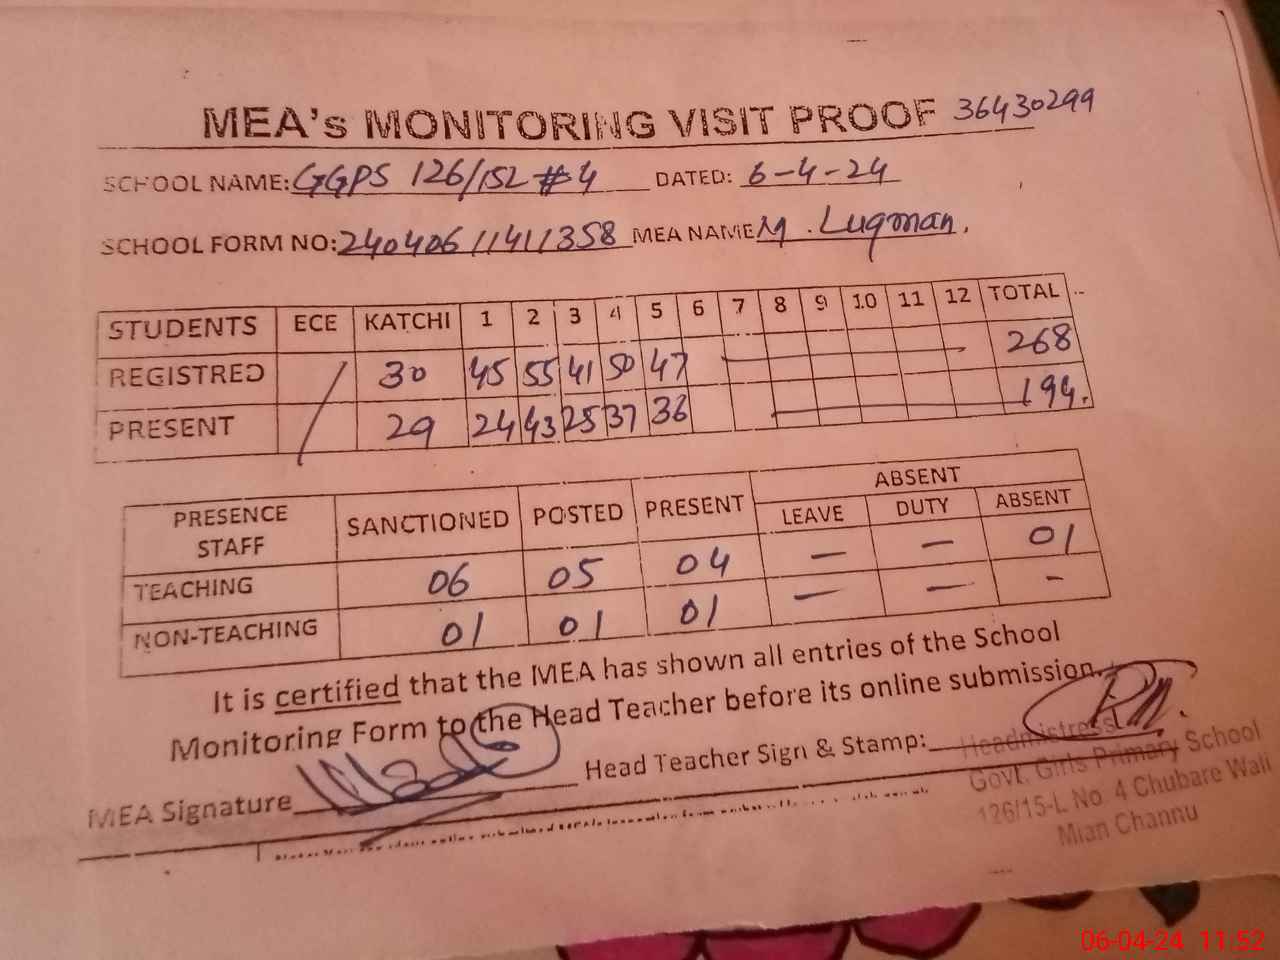 MEA's MONITORING VISIT PROOF 36430299
SCHOOL NAME: GGPS 126/15L #4 DATED: 6-4-24
SCHOOL FORM NO: 24040611411358 MEA NAME M. Luqman.
STUDENTS ECE KATCHI 1 2 3 4 5 6 7 8 9 10 11 12 TOTAL
REGISTRED 30 45 55 41 50 47 268
PRESENT 29 24 43 25 37 36 194.
PRESENCE STAFF SANCTIONED POSTED PRESENT ABSENT
LEAVE DUTY ABSENT
TEACHING 06 05 04 — — 01
NON-TEACHING 01 01 01 — — -
It is certified that the MEA has shown all entries of the School
Monitoring Form to the Head Teacher before its online submission.
MEA Signature Head Teacher Sign & Stamp:
Headmistress
Govt. Girls Primary School
126/15-L No. 4 Chubare Wali
Mian Channu
06-04-24 11:52